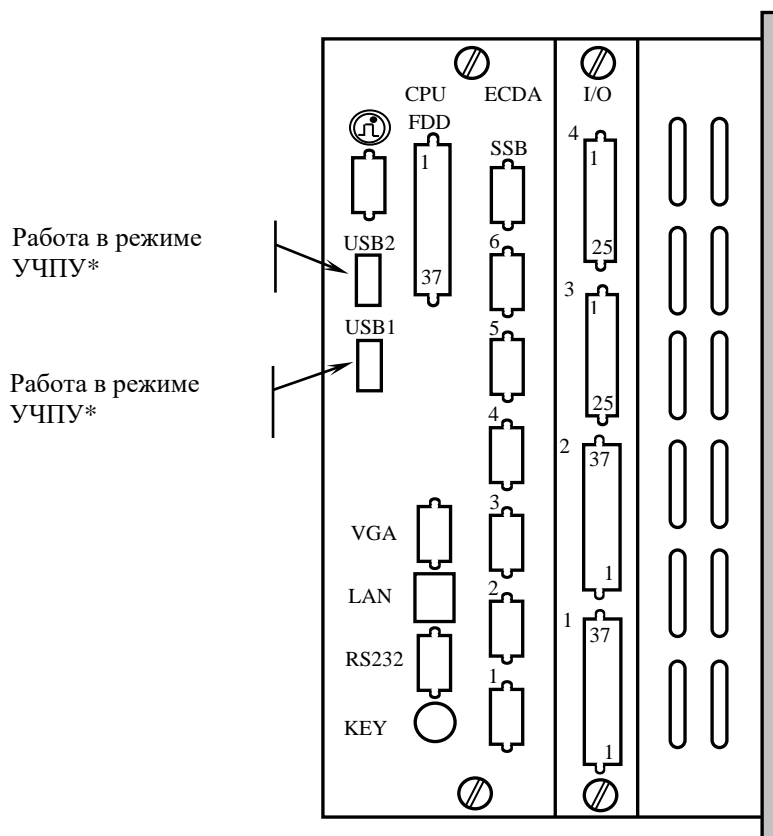 CPU ECDA I/O
FDD
SSB
4
1
25
1
37
Работа в режиме
УЧПУ*
USB2
6
3
1
25
USB1
5
Работа в режиме
УЧПУ*
4
2
37
1
VGA
3
LAN
2
1
37
1
RS232
1
KEY